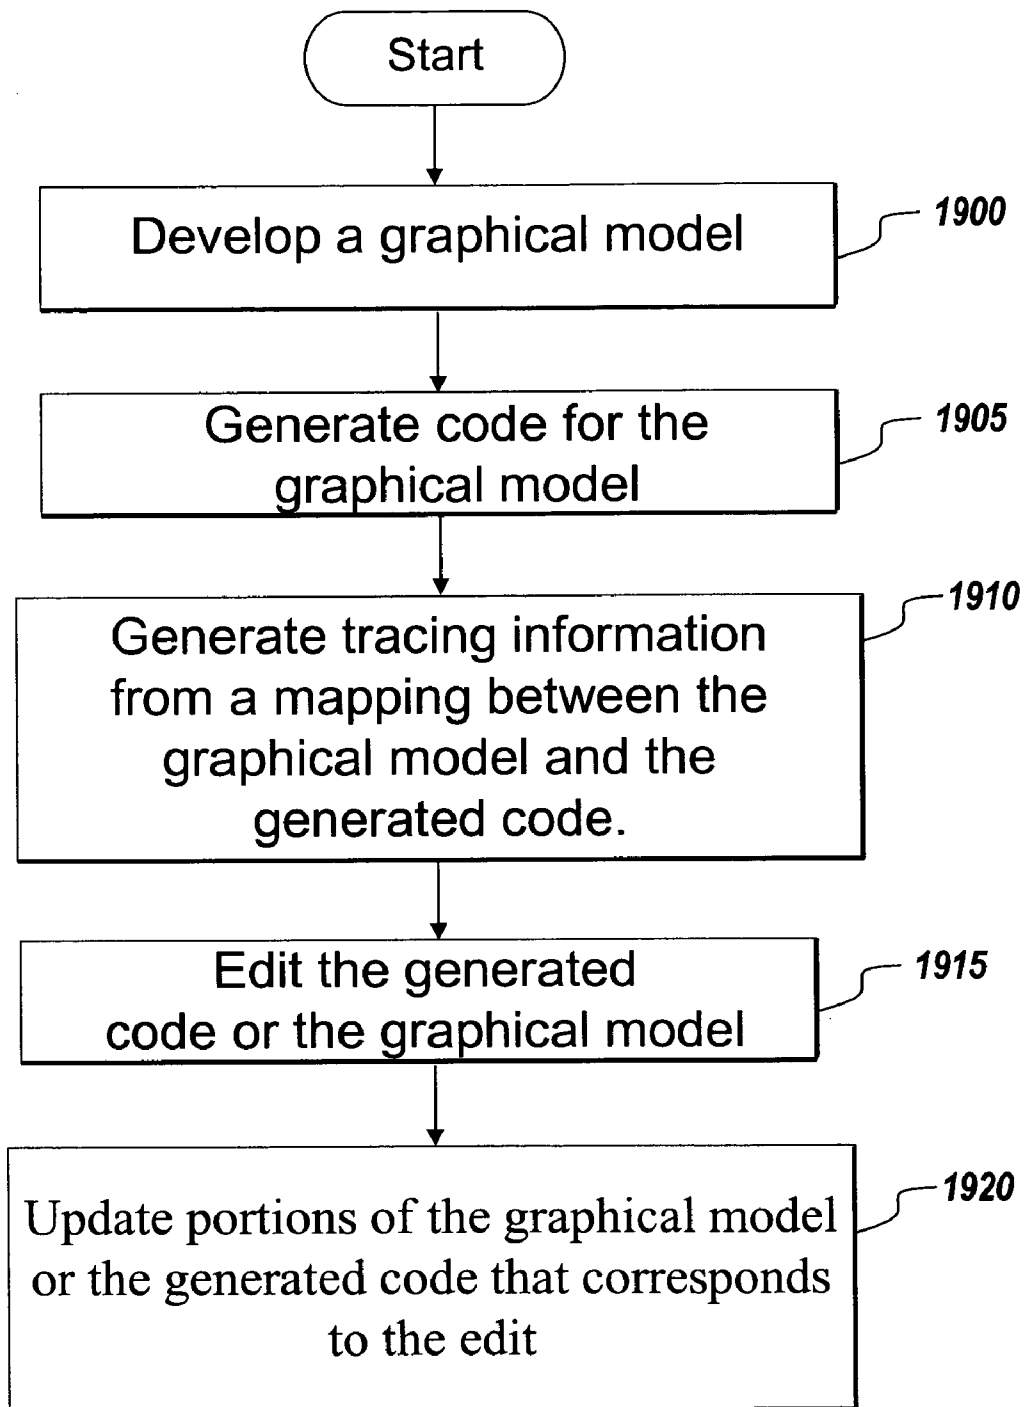 Start
Develop a graphical model
1900
Generate code for the
graphical model
1905
Generate tracing information
from a mapping between the
graphical model and the
generated code.
1910
Edit the generated
code or the graphical model
1915
Update portions of the graphical model
or the generated code that corresponds
to the edit
1920